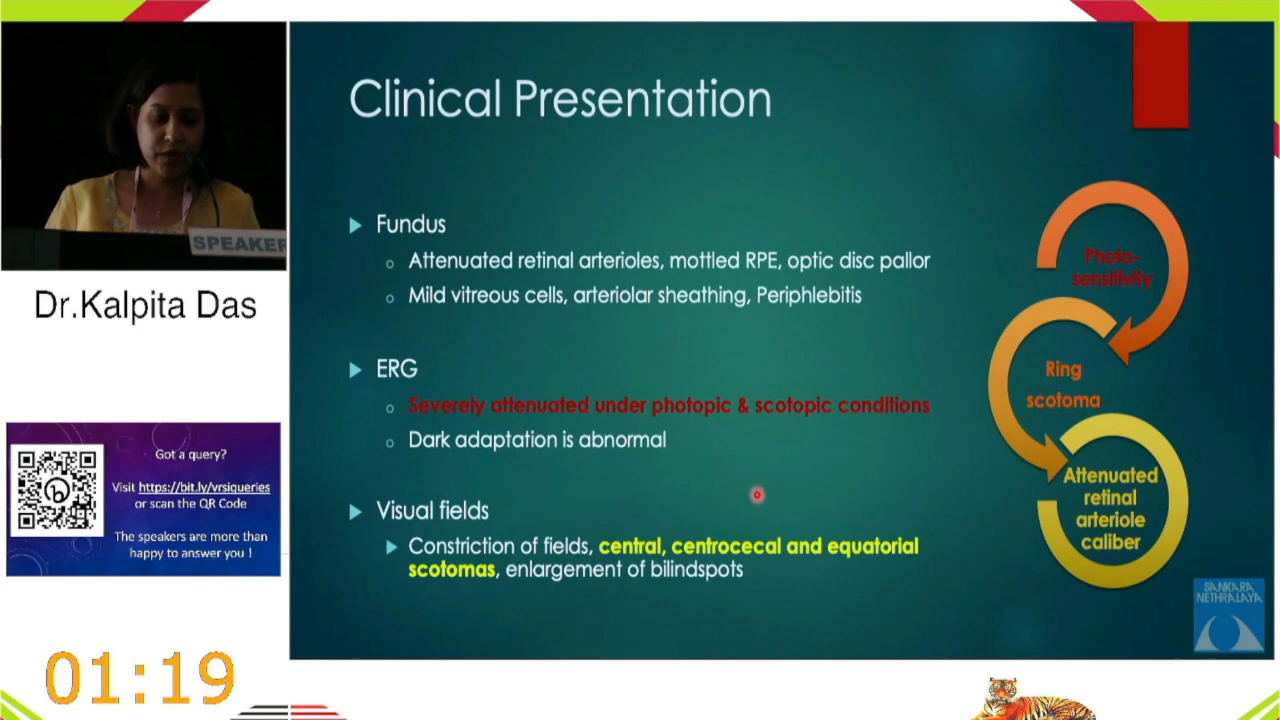 Clinical Presentation
Fundus
Attenuated retinal arterioles, mottled RPE, optic disc pallor
Mild vitreous cells, arteriolar sheathing, Periphlebitis
ERG
Severely attenuated under photopic & scotopic conditions
Dark adaptation is abnormal
Visual fields
Constriction of fields, central, centrocecal and equatorial
scotomas, enlargement of bilindspots
Photo-
sensitivity
Ring
scotoma
Attenuated
retinal
arteriole
caliber
SANKARA
NETHRALAYA
SPEAKER
Dr.Kalpita Das
Got a query?
Visit https://bit.ly/vrsiqueries
or scan the QR Code
The speakers are more than
happy to answer you !
01:19